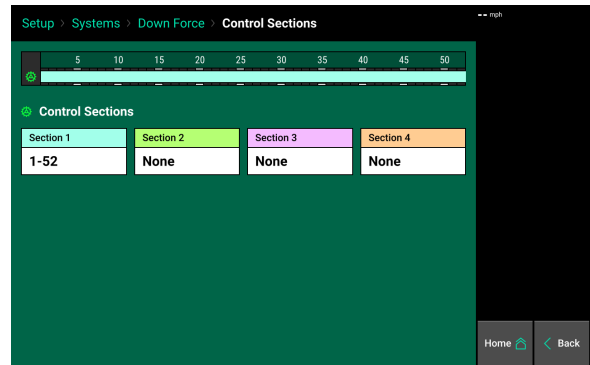 Setup > Systems > Down Force > Control Sections
-- mph
5 10 15 20 25 30 35 40 45 50
Control Sections
Section 1 Section 2 Section 3 Section 4
1-52 None None None
Home Back